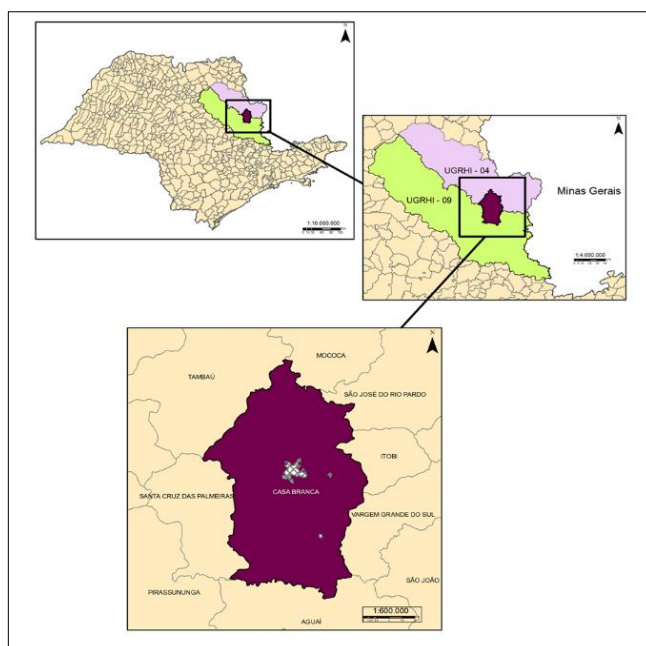 N
1:16.000.000
N
UGRHI - 04
Minas Gerais
UGRHI - 09
1:4.000.000
N
MOCOCA
TAMBAÚ
SÃO JOSÉ DO RIO PARDO
ITOBI
CASA BRANCA
SANTA CRUZ DAS PALMEIRAS
VARGEM GRANDE DO SUL
SÃO JOÃO
PIRASSUNUNGA
1:600.000
AGUAÍ